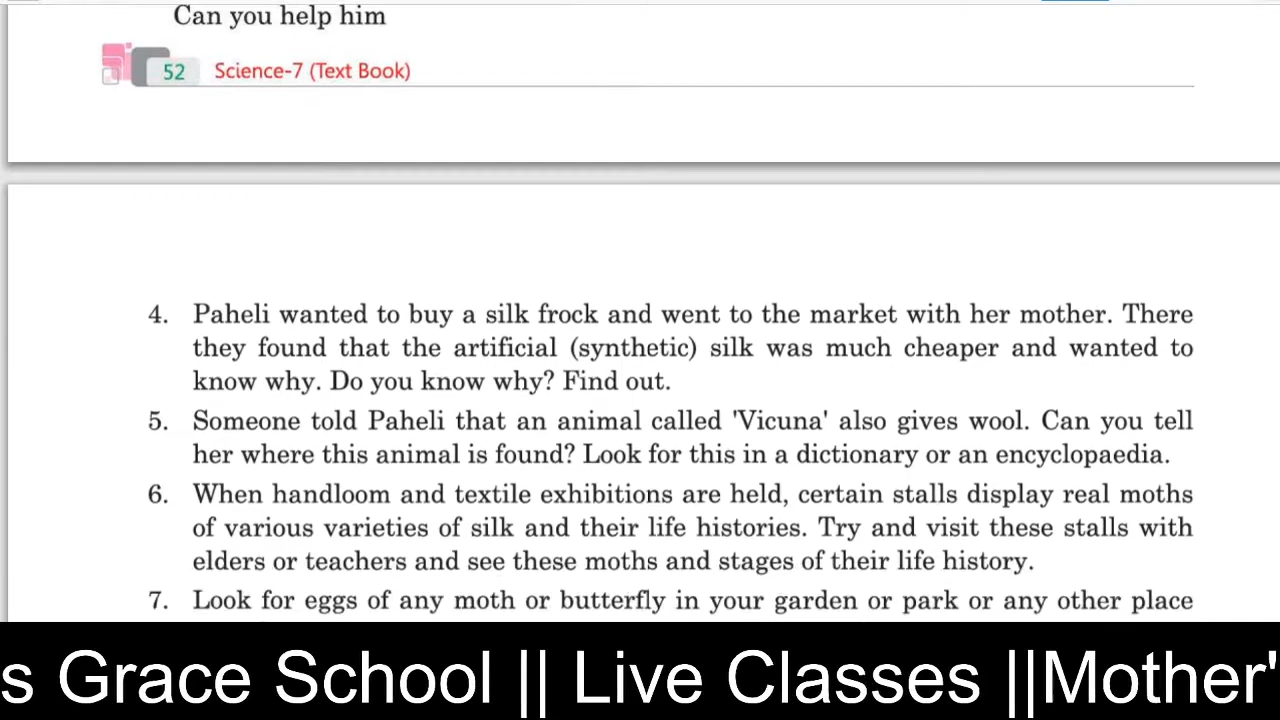 Can you help him
52 Science-7 (Text Book)
4. Paheli wanted to buy a silk frock and went to the market with her mother. There
they found that the artificial (synthetic) silk was much cheaper and wanted to
know why. Do you know why? Find out.
5. Someone told Paheli that an animal called 'Vicuna' also gives wool. Can you tell
her where this animal is found? Look for this in a dictionary or an encyclopaedia.
6. When handloom and textile exhibitions are held, certain stalls display real moths
of various varieties of silk and their life histories. Try and visit these stalls with
elders or teachers and see these moths and stages of their life history.
7. Look for eggs of any moth or butterfly in your garden or park or any other place
s Grace School || Live Classes ||Mother'